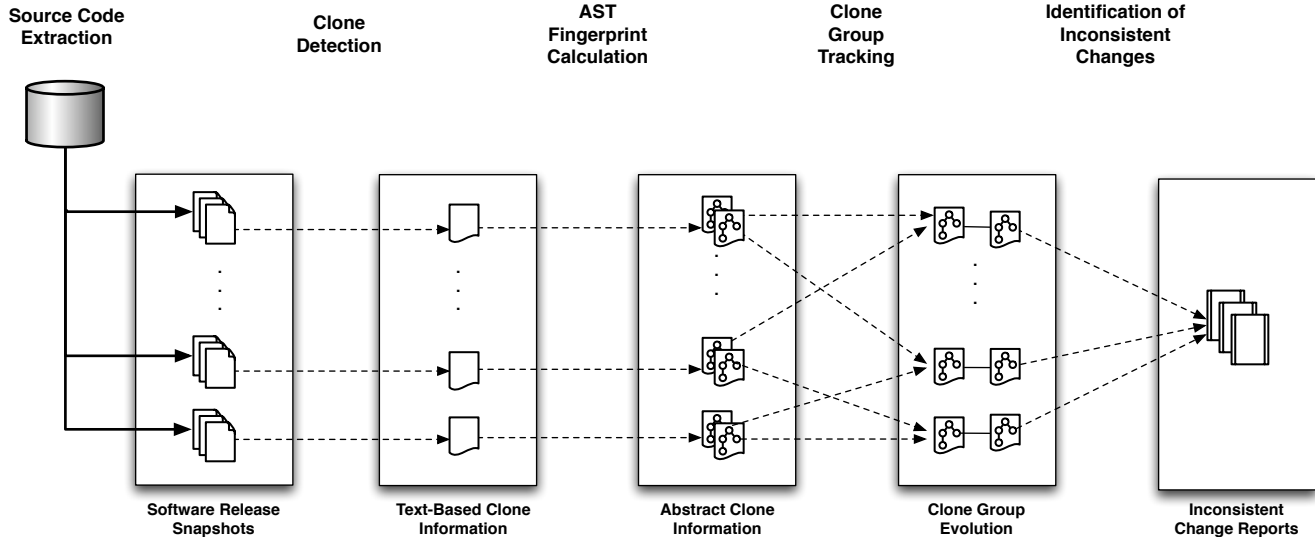 Source Code
Extraction
Clone
Detection
AST
Fingerprint
Calculation
Clone
Group
Tracking
Identification of
Inconsistent
Changes
Software Release
Snapshots
Text-Based Clone
Information
Abstract Clone
Information
Clone Group
Evolution
Inconsistent
Change Reports